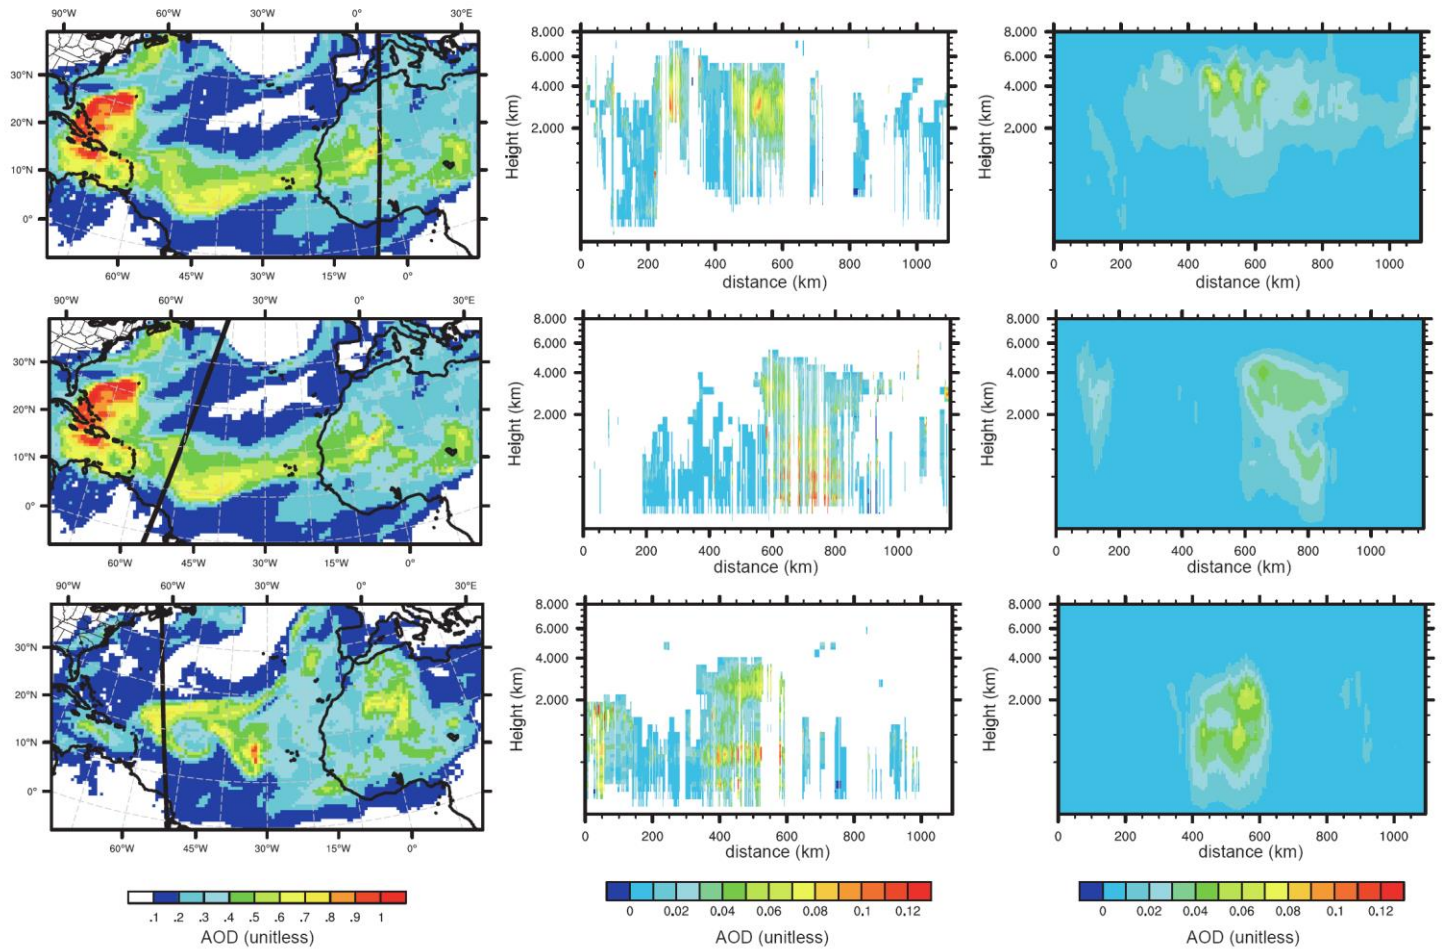 90°W 60°W 30°W 0° 30°E
30°N
20°N
10°N
0°
60°W 45°W 30°W 15°W 0°
8.000
6.000
4.000
2.000
Height (km)
0 200 400 600 800 1000
distance (km)
8.000
6.000
4.000
2.000
Height (km)
0 200 400 600 800 1000
distance (km)
90°W 60°W 30°W 0° 30°E
30°N
20°N
10°N
0°
60°W 45°W 30°W 15°W 0°
8.000
6.000
4.000
2.000
Height (km)
0 200 400 600 800 1000
distance (km)
8.000
6.000
4.000
2.000
Height (km)
0 200 400 600 800 1000
distance (km)
90°W 60°W 30°W 0° 30°E
30°N
20°N
10°N
0°
60°W 45°W 30°W 15°W 0°
8.000
6.000
4.000
2.000
Height (km)
0 200 400 600 800 1000
distance (km)
8.000
6.000
4.000
2.000
Height (km)
0 200 400 600 800 1000
distance (km)
.1 .2 .3 .4 .5 .6 .7 .8 .9 1
AOD (unitless)
0 0.02 0.04 0.06 0.08 0.1 0.12
AOD (unitless)
0 0.02 0.04 0.06 0.08 0.1 0.12
AOD (unitless)